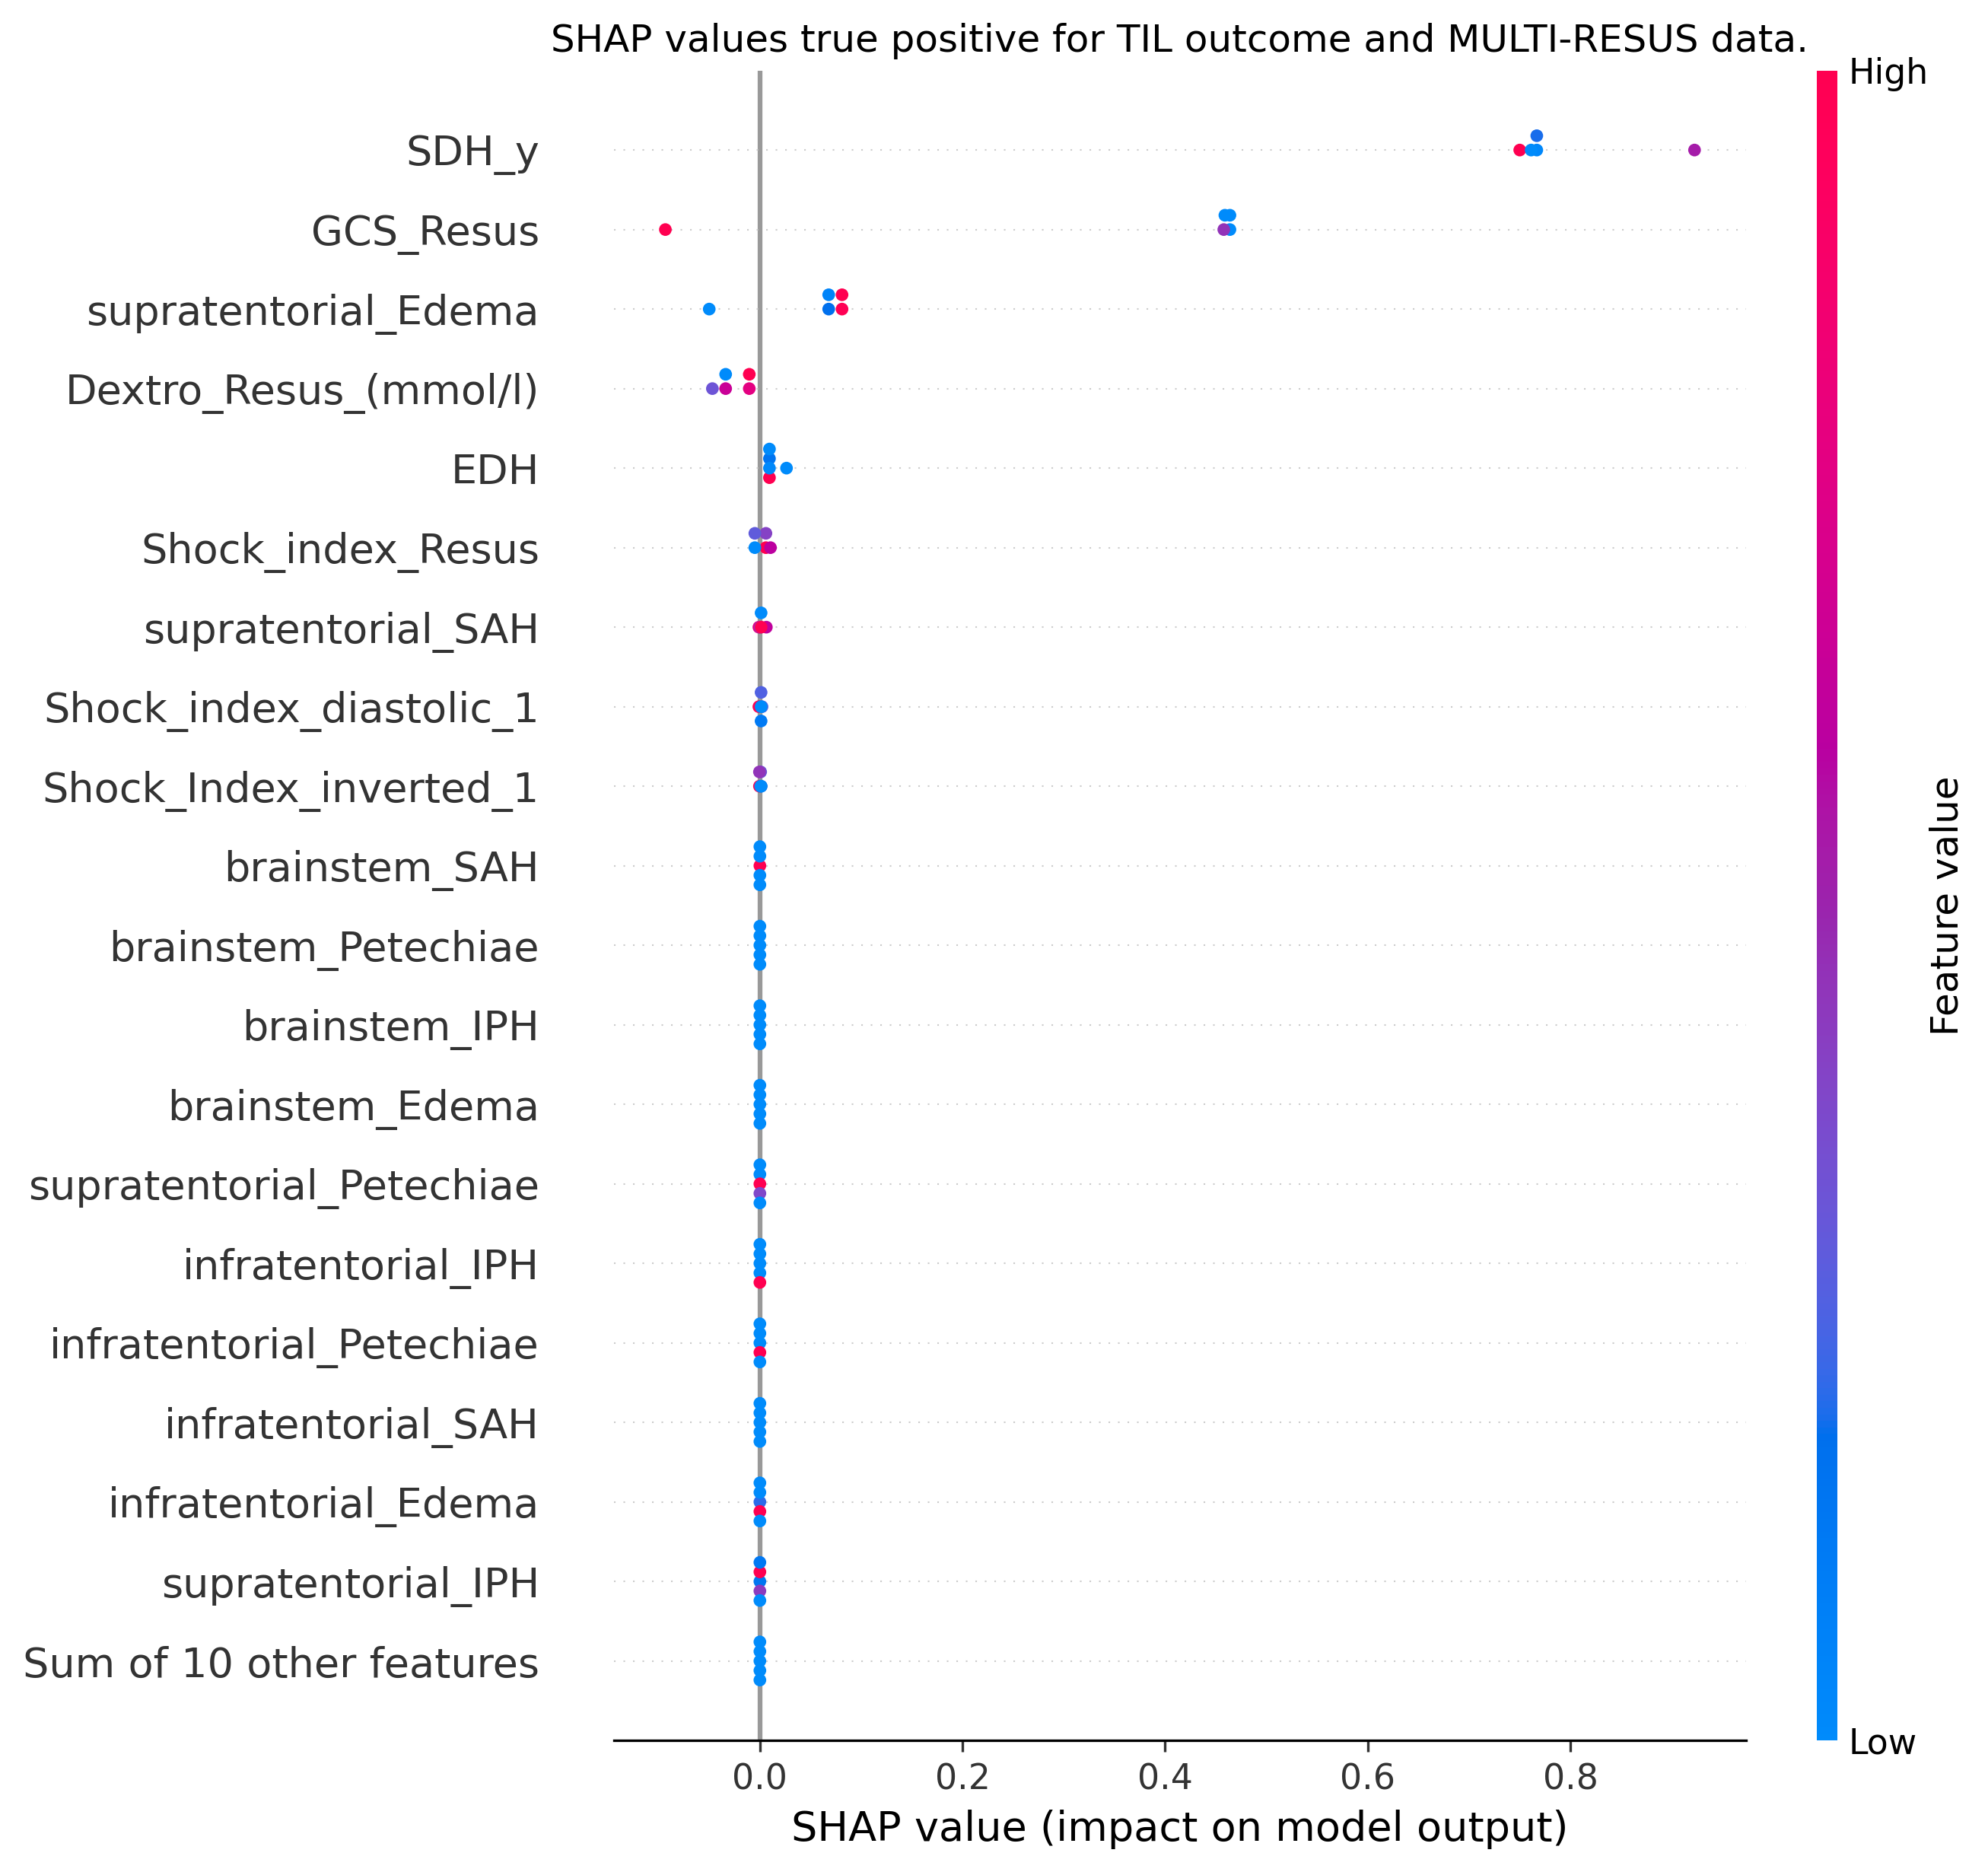 SHAP values true positive for TIL outcome and MULTI-RESUS data.
High
SDH_y
GCS_Resus
supratentorial_Edema
Dextro_Resus_(mmol/l)
EDH
Shock_index_Resus
supratentorial_SAH
Shock_index_diastolic_1
Shock_Index_inverted_1
brainstem_SAH
brainstem_Petechiae
brainstem_IPH
brainstem_Edema
supratentorial_Petechiae
infratentorial_IPH
infratentorial_Petechiae
infratentorial_SAH
infratentorial_Edema
supratentorial_IPH
Sum of 10 other features
Feature value
Low
0.0 0.2 0.4 0.6 0.8
SHAP value (impact on model output)